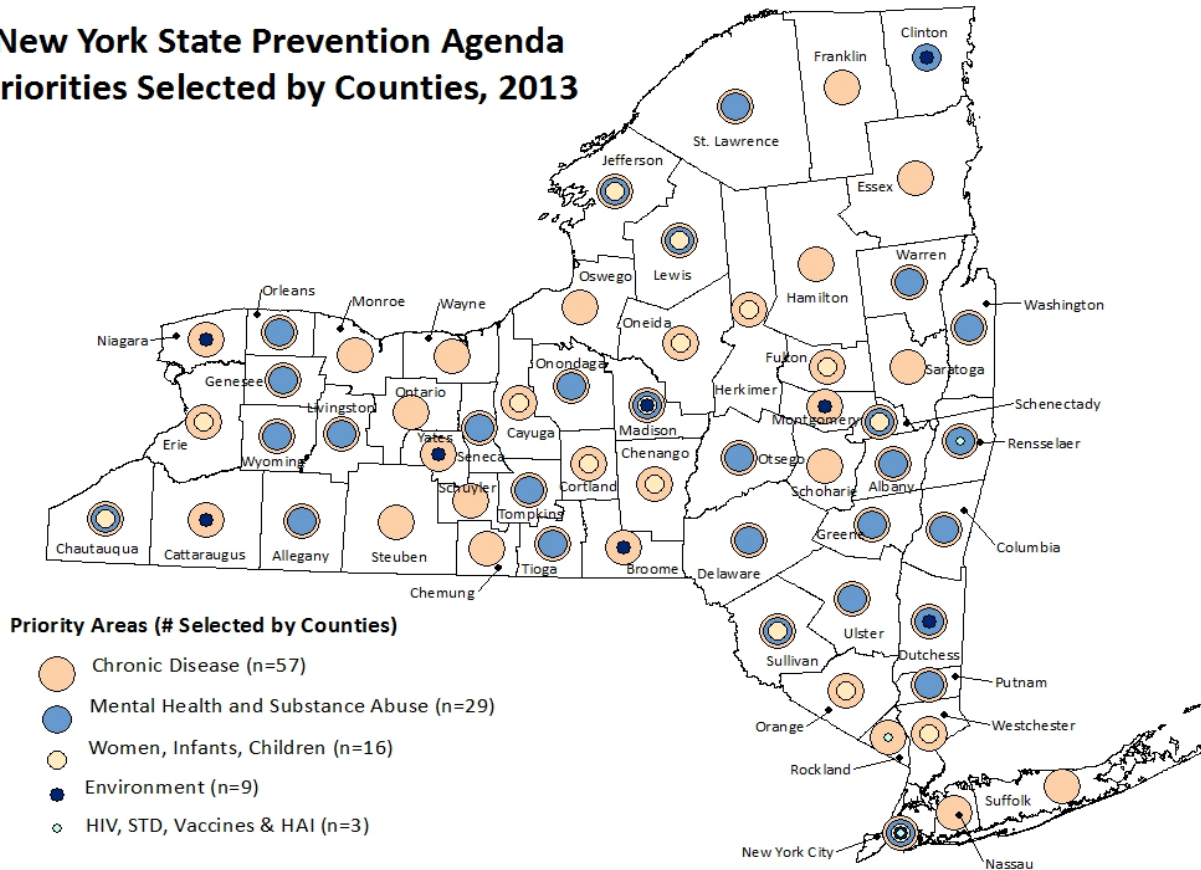 New York State Prevention Agenda
riorities Selected by Counties, 2013
Clinton
Franklin
St. Lawrence
Jefferson
Essex
Lewis
Warren
Oswego
Hamilton
Orleans
Monroe
Wayne
Washington
Niagara
Oneida
Fulton
Onondaga
Saratoga
Genesee
Herkimer
Ontario
Livingston
Schenectady
Montgomery
Madison
Cayuga
Yates
Rensselaer
Erie
Seneca
Chenango
Wyoming
Otsego
Schoharie
Albany
Cortland
Schuyler
Tompkins
Greene
Columbia
Chautauqua
Cattaraugus
Allegany
Steuben
Tioga
Broome
Delaware
Chemung
Priority Areas (# Selected by Counties)
Chronic Disease (n=57)
Mental Health and Substance Abuse (n=29)
Women, Infants, Children (n=16)
Environment (n=9)
HIV, STD, Vaccines & HAI (n=3)
Ulster
Dutchess
Sullivan
Putnam
Orange
Westchester
Rockland
Suffolk
New York City
Nassau